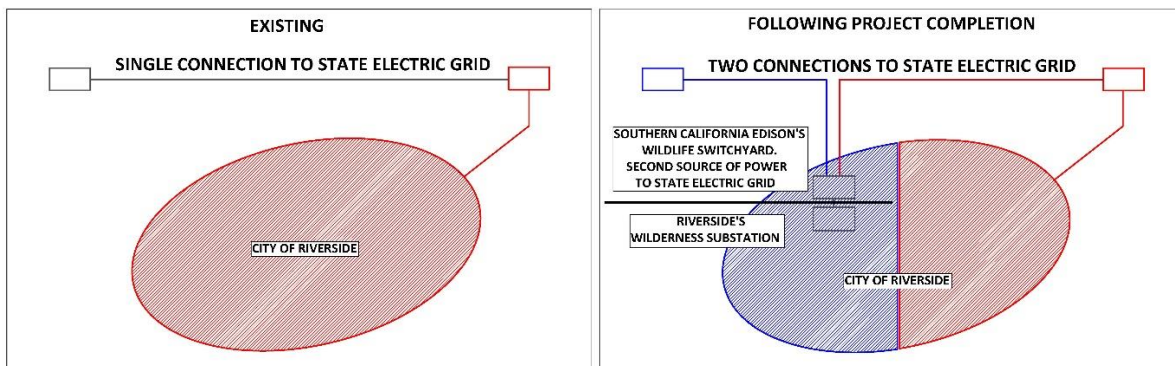 EXISTING
SINGLE CONNECTION TO STATE ELECTRIC GRID
CITY OF RIVERSIDE
FOLLOWING PROJECT COMPLETION
TWO CONNECTIONS TO STATE ELECTRIC GRID
SOUTHERN CALIFORNIA EDISON'S
WILDLIFE SWITCHYARD.
SECOND SOURCE OF POWER
TO STATE ELECTRIC GRID
RIVERSIDE'S
WILDERNESS SUBSTATION
CITY OF RIVERSIDE